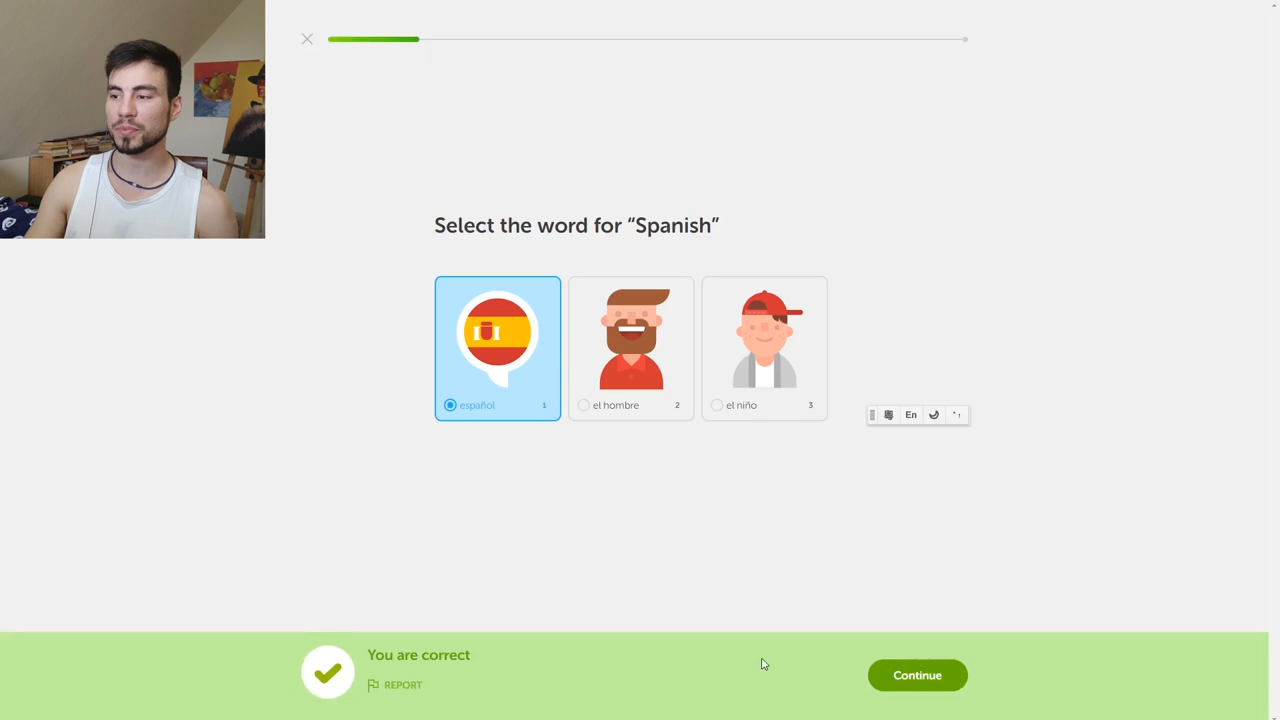 Select the word for “Spanish”
español 1
el hombre 2
el niño 3
En
You are correct
REPORT
Continue